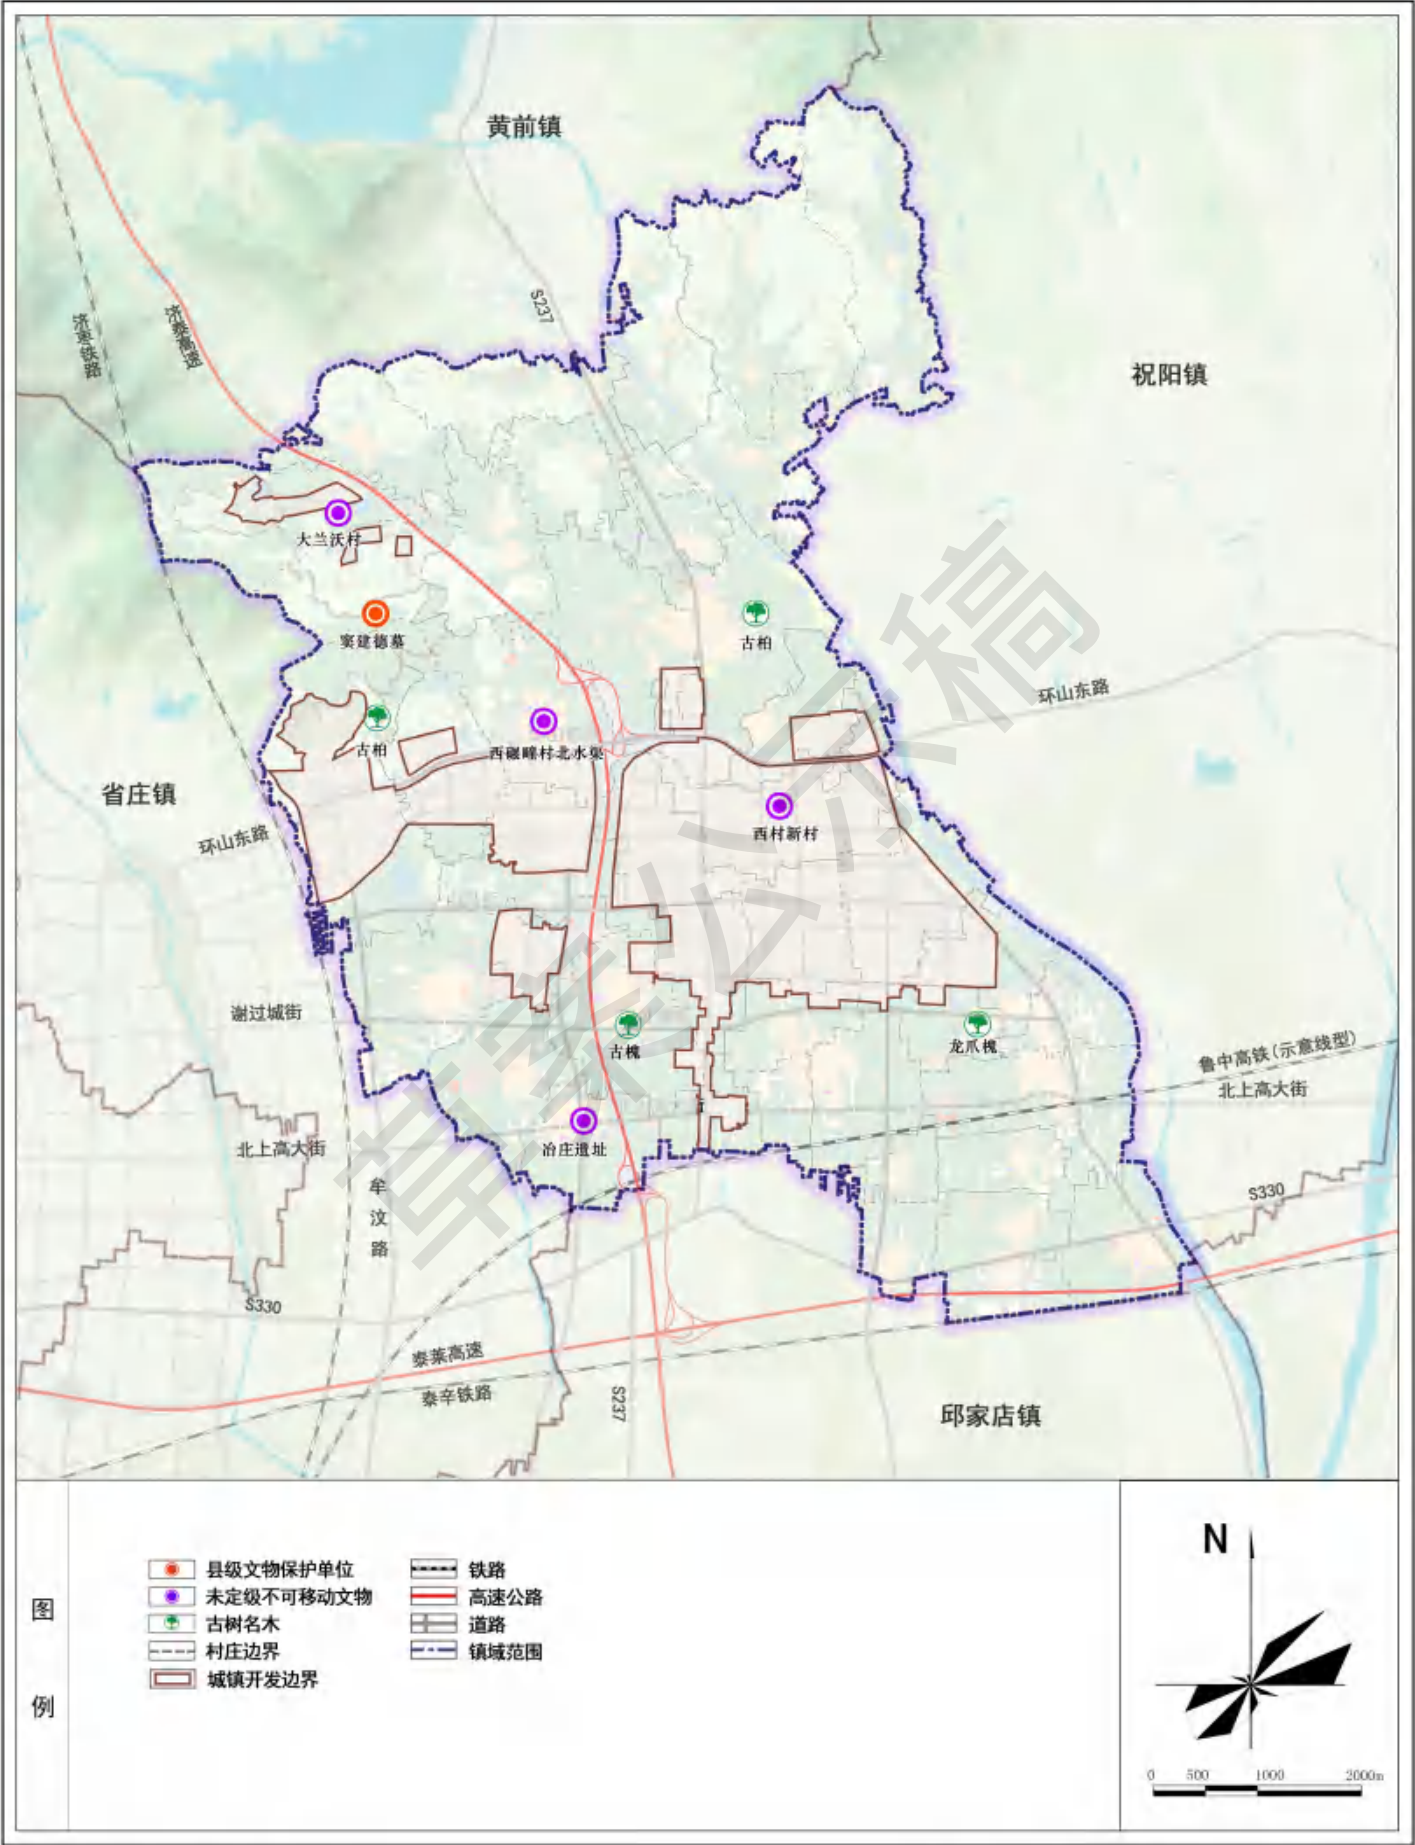 黄前镇
S237
济枣铁路
济泰高速
祝阳镇
大兰沃村
窦建德墓
古柏
环山东路
古柏
西碾疃村北水渠
省庄镇
西村新村
环山东路
谢过城街
古槐
龙爪槐
鲁中高铁(示意线型)
北上高大街
北上高大街
冶庄遗址
牟汶路
S330
S330
泰莱高速
泰辛铁路
S237
邱家店镇
草案公示稿
图例
县级文物保护单位
未定级不可移动文物
古树名木
村庄边界
城镇开发边界
铁路
高速公路
道路
镇域范围
N
0 500 1000 2000m